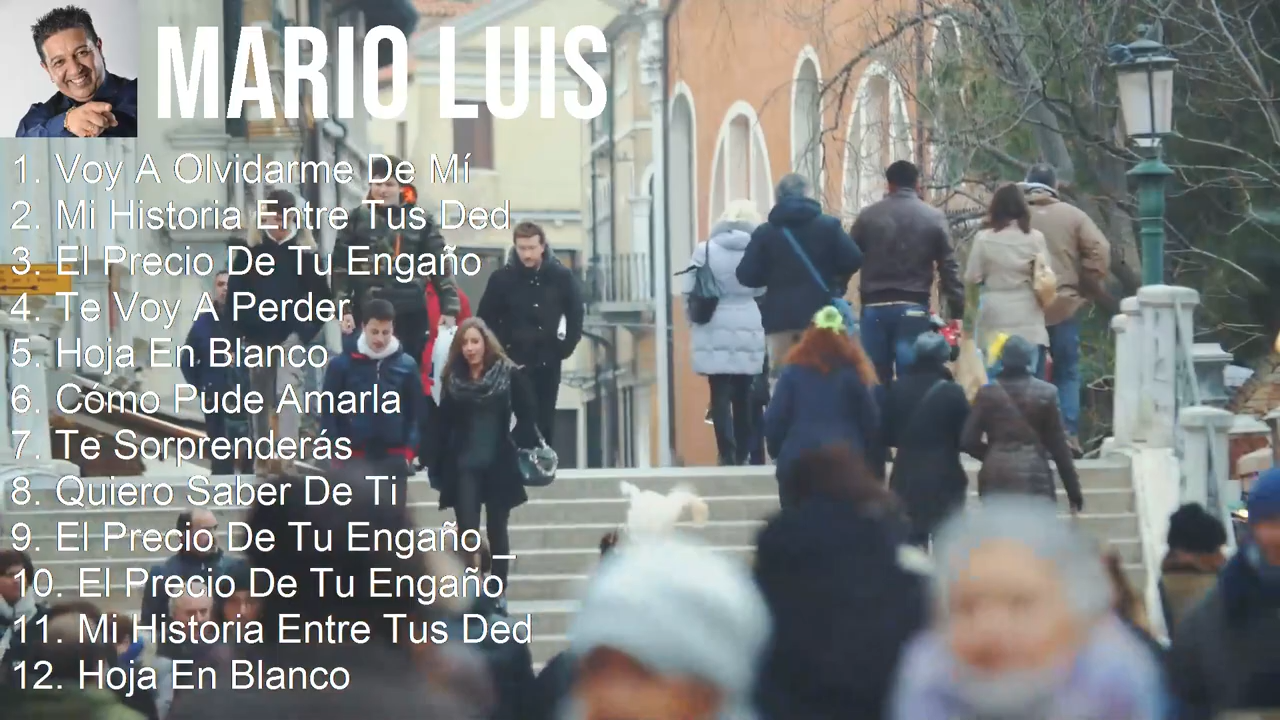 MARIO LUIS
1. Voy A Olvidarme De Mí
2. Mi Historia Entre Tus Ded
3. El Precio De Tu Engaño
4. Te Voy A Perder
5. Hoja En Blanco
6. Cómo Pude Amarla
7. Te Sorprenderás
8. Quiero Saber De Ti
9. El Precio De Tu Engaño _
10. El Precio De Tu Engaño
11. Mi Historia Entre Tus Ded
12. Hoja En Blanco